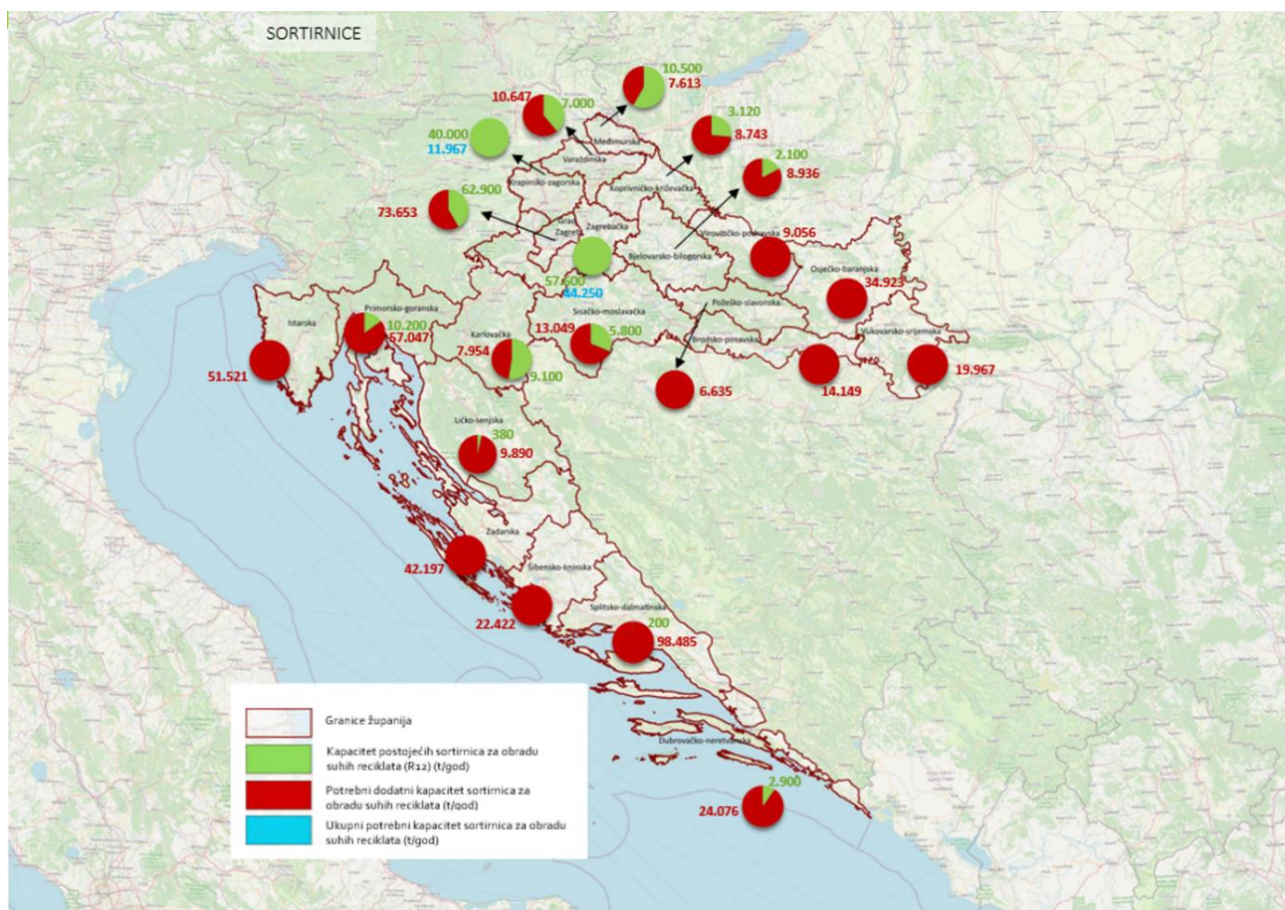 SORTIRNICE
10.500
7.613
10.647
7.000
3.120
8.743
40.000
11.967
Međimurska
Varaždinska
2.100
8.936
Krapinsko-zagorska
Koprivničko-križevačka
62.900
73.653
Grad
Zagreb
Zagrebačka
Virovitičko-podravska
9.056
Bjelovarsko-bilogorska
Osječko-baranjska
57.600
44.250
34.923
Istarska
Primorsko-goranska
Sisačko-moslavačka
Požeško-slavonska
10.200
57.047
Karlovačka
13.049
5.800
Brodsko-posavska
Vukovarsko-srijemska
7.954
9.100
51.521
6.635
14.149
19.967
Ličko-senjska
380
9.890
Zadarska
42.197
Šibensko-kninska
22.422
Splitsko-dalmatinska
200
98.485
Dubrovačko-neretvanska
2.900
24.076
Granice županija
Kapacitet postojećih sortirnica za obradu
suhih reciklata (R12) (t/god)
Potrebni dodatni kapacitet sortirnica za
obradu suhih reciklata (t/god)
Ukupni potrebni kapacitet sortirnica za obradu
suhih reciklata (t/god)